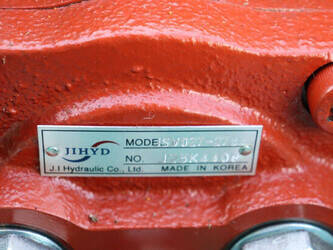 JIHYD
MODEL
NO.
J.I Hydraulic Co., Ltd. MADE IN KOREA